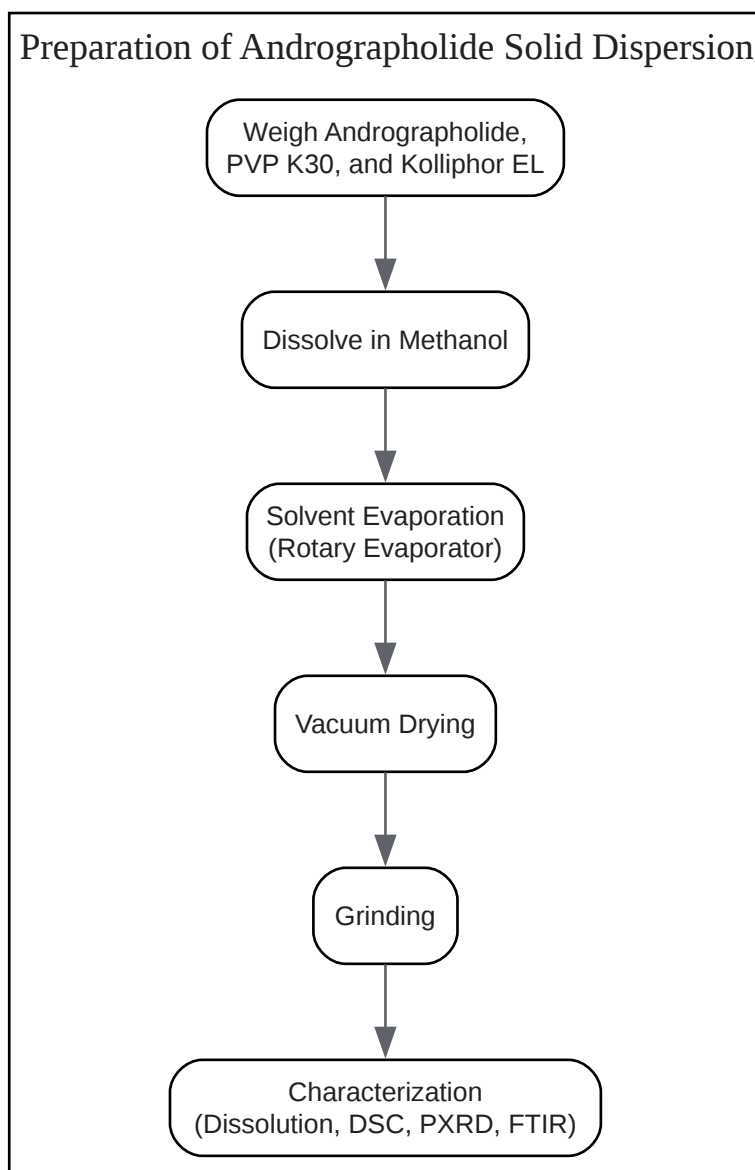 Preparation of Andrographolide Solid Dispersion
Weigh Andrographolide,
PVP K30, and Kolliphor EL
Dissolve in Methanol
Solvent Evaporation
(Rotary Evaporator)
Vacuum Drying
Grinding
Characterization
(Dissolution, DSC, PXRD, FTIR)